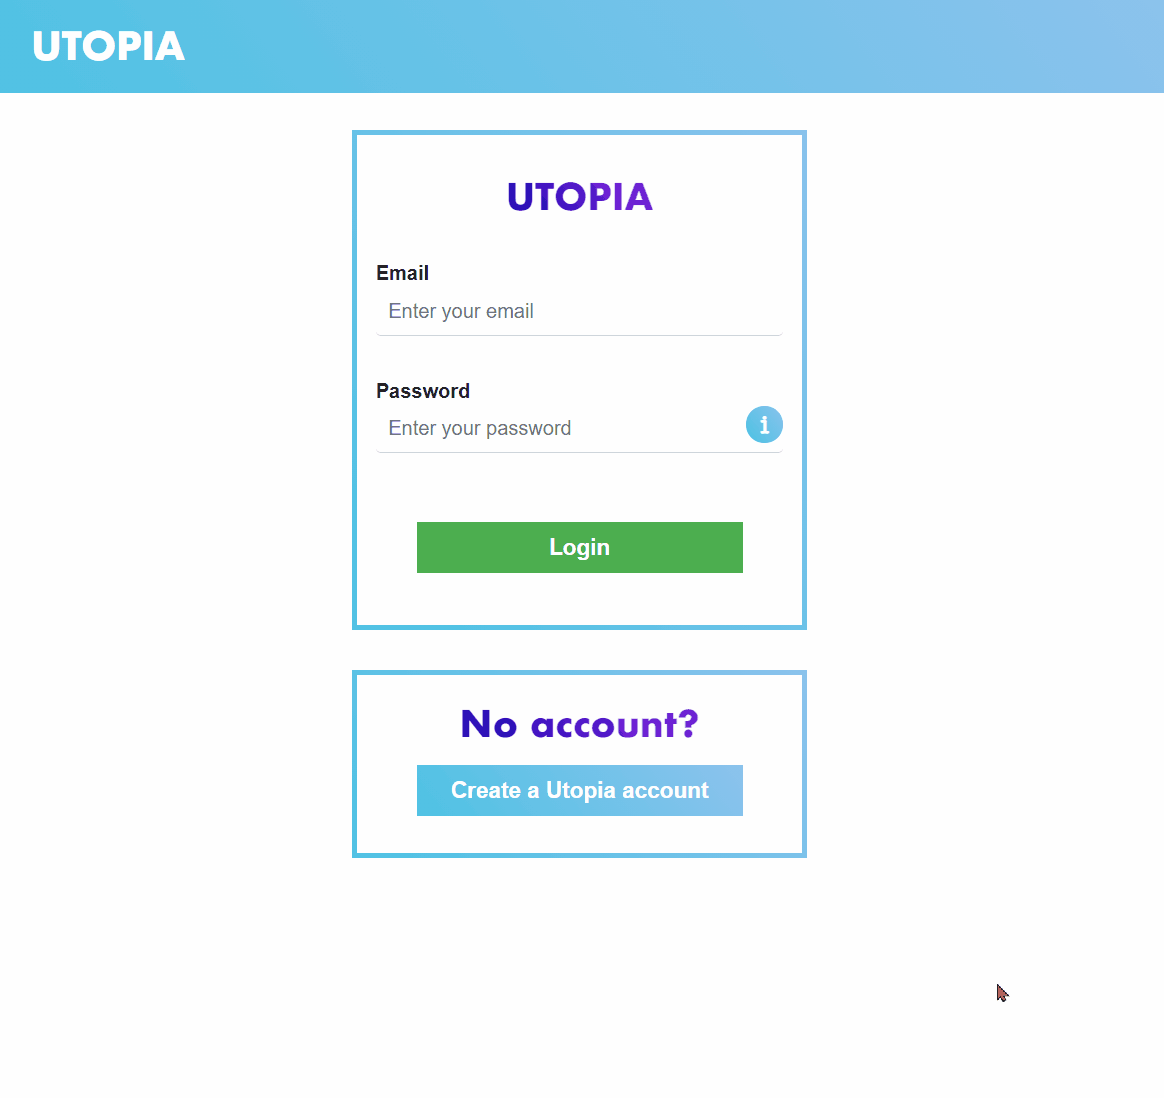 UTOPIA
UTOPIA
Email
Enter your email
Password
Enter your password
i
Login
No account?
Create a Utopia account